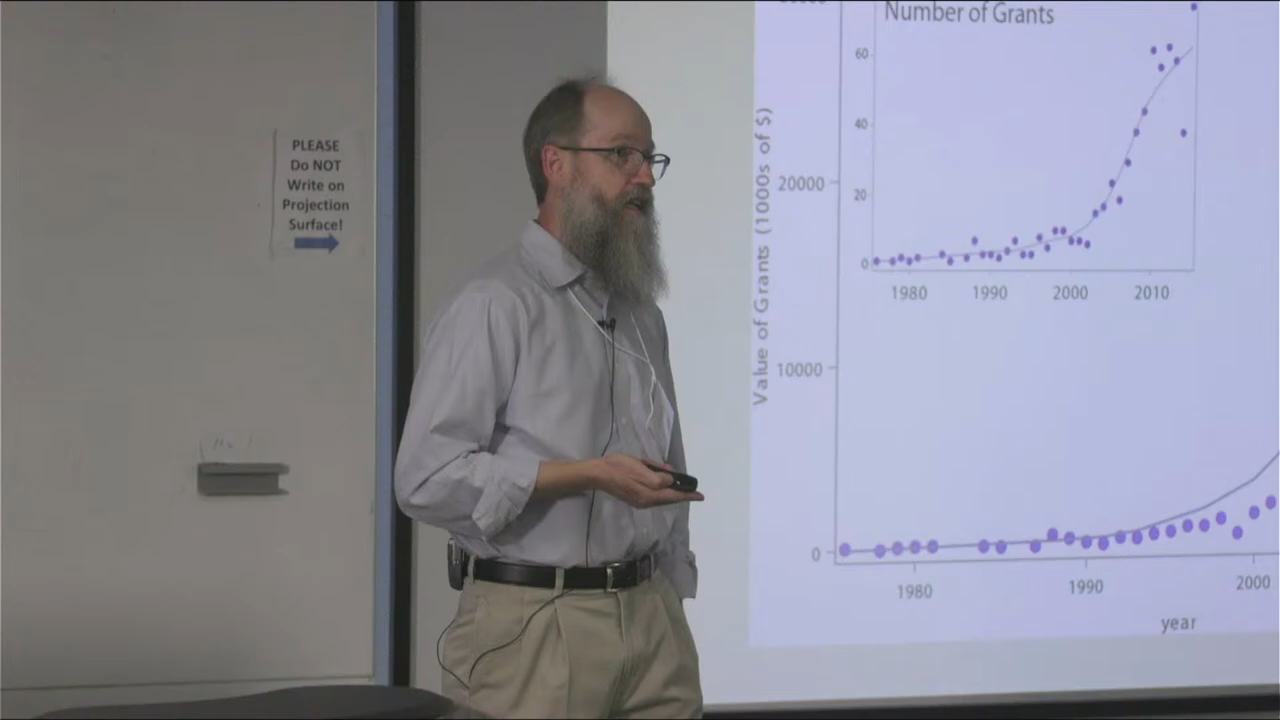 PLEASE
Do NOT
Write on
Projection
Surface!
Number of Grants
60
40
20
0
1980 1990 2000 2010
Value of Grants (1000s of $)
20000
10000
0
1980 1990 2000
year